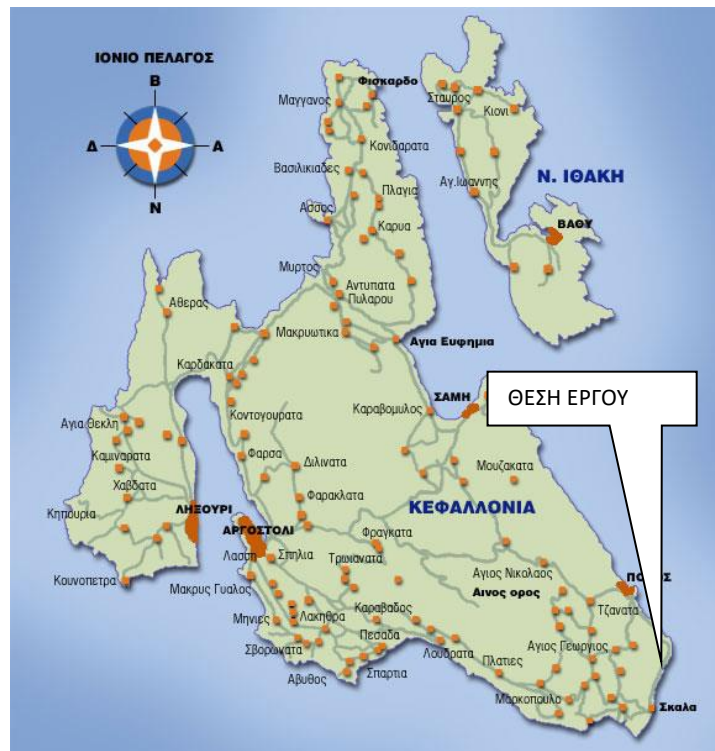 ΙΟΝΙΟ ΠΕΛΑΓΟΣ
Β
Δ
Α
Ν
Φισκαρδο
Μαγγανος
Κονιδαρατα
Βασιλικιαδες
Πλαγια
Ασσος
Καρυα
Μυρτος
Αντυπατα
Πυλαρου
Μακρυωτικα
Αγια Ευφημια
Σταυρος
Κιονι
Αγ.Ιωαννης
Ν. ΙΘΑΚΗ
ΒΑΘΥ
Αθερας
Καρδακατα
Κοντογουρατα
Καραβομυλος
ΣΑΜΗ
ΘΕΣΗ ΕΡΓΟΥ
Αγια Θεκλη
Καμιναρατα
Χαβδατα
Κηπουρια
ΛΗΞΟΥΡΙ
Κουνοπετρα
Φαρσα
Διλινατα
Φαρακλατα
Μουζακατα
ΚΕΦΑΛΛΟΝΙΑ
ΑΡΓΟΣΤΟΛΙ
Λασση
Σπηλια
Φραγκατα
Τρωιανατα
Μακρυς Γυαλος
Αγιος Νικολαος
Αινος ορος
Τζανατα
Μηνιες
Λακηθρα
Καραβαδος
Πεσαδα
Αγιος Γεωργιος
Σβορωνατα
Λουδρατα
Πλατιες
Αβυθος
Σπαρτια
Μαρκοπουλο
Σκαλα